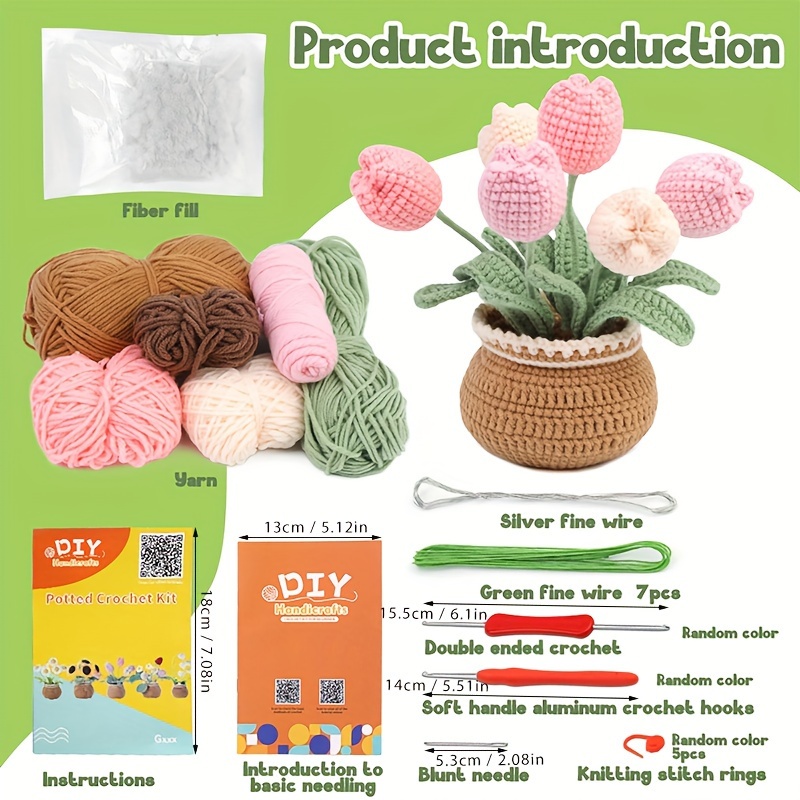 Product introduction
Fiber fill
Yarn
Silver fine wire
Green fine wire 7pcs
15.5cm / 6.1in
Double ended crochet
Random color
14cm / 5.51in
Random color
Soft handle aluminum crochet hooks
5.3cm / 2.08in
Blunt needle
Random color
5pcs
Knitting stitch rings
DIY
Handicrafts
Potted Crochet Kit
Gxxx
18cm / 7.08in
Instructions
13cm / 5.12in
DIY
Handicrafts
Introduction to
basic needling